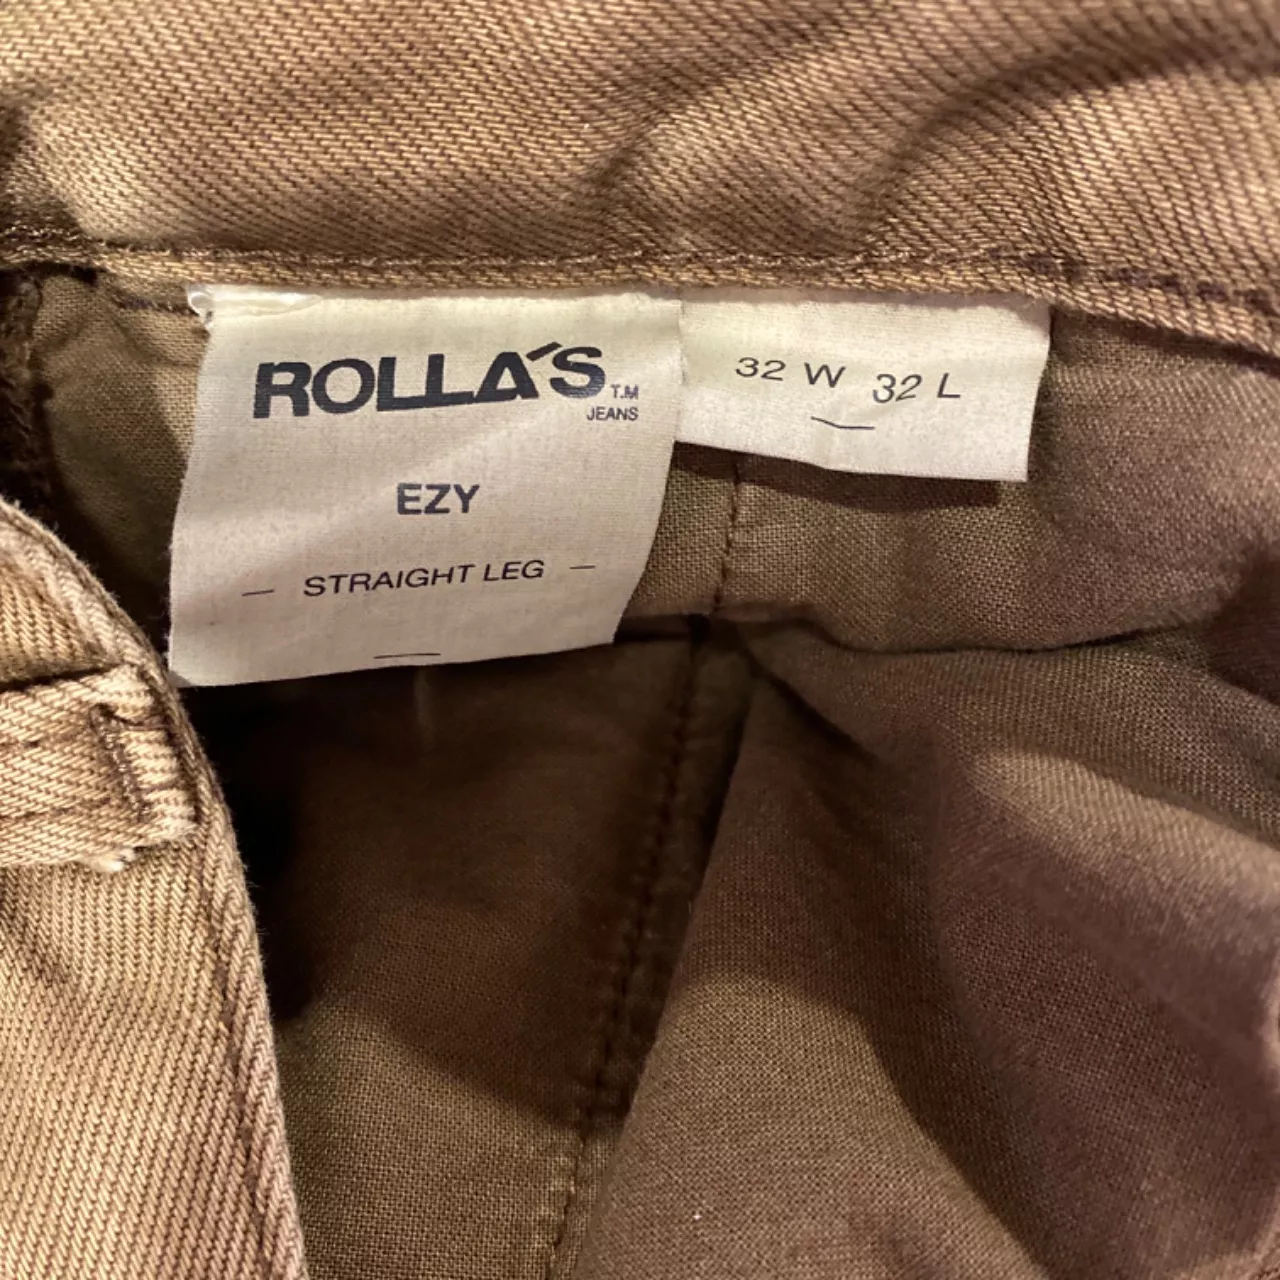 ROLLA'S T.M
JEANS
EZY
— STRAIGHT LEG —
32 W 32 L